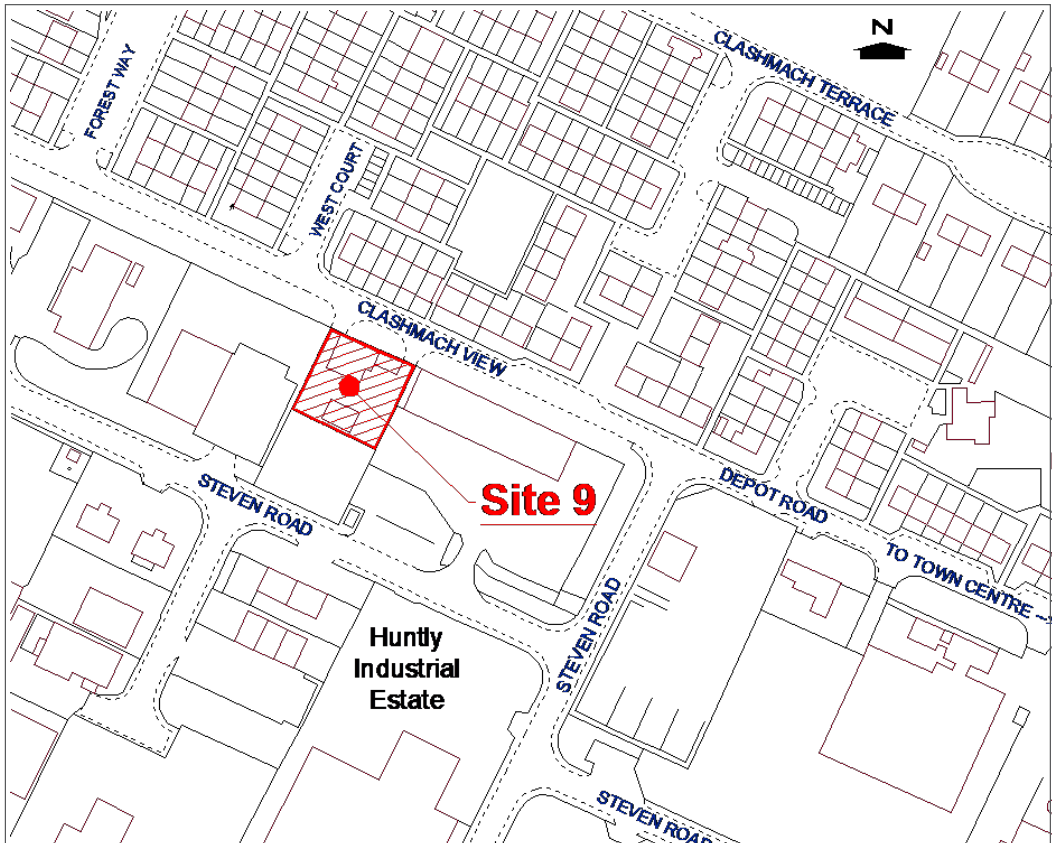 N
CLASHMACH TERRACE
FOREST WAY
WEST COURT
CLASHMACH VIEW
Site 9
STEVEN ROAD
DEPOT ROAD
TO TOWN CENTRE -->
STEVEN ROAD
Huntly
Industrial
Estate
STEVEN ROAD